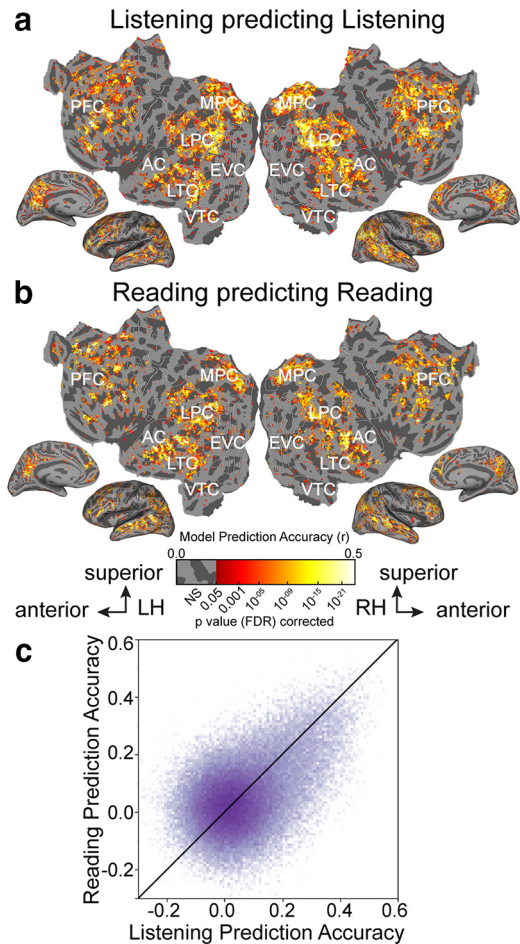 a Listening predicting Listening
PFC MPC MPC PFC
LPC LPC
AC EVC EVC AC
LTC LTC
VTC VTC
b Reading predicting Reading
PFC MPC MPC PFC
LPC LPC
AC EVC EVC AC
LTC LTC
VTC VTC
Model Prediction Accuracy (r)
0.0 0.5
NS 0.05 0.001 10-05 10-09 10-15 10-21
p value (FDR) corrected
superior superior
anterior LH RH anterior
c
Reading Prediction Accuracy
0.6
0.4
0.2
0.0
-0.2
-0.2 0.0 0.2 0.4 0.6
Listening Prediction Accuracy